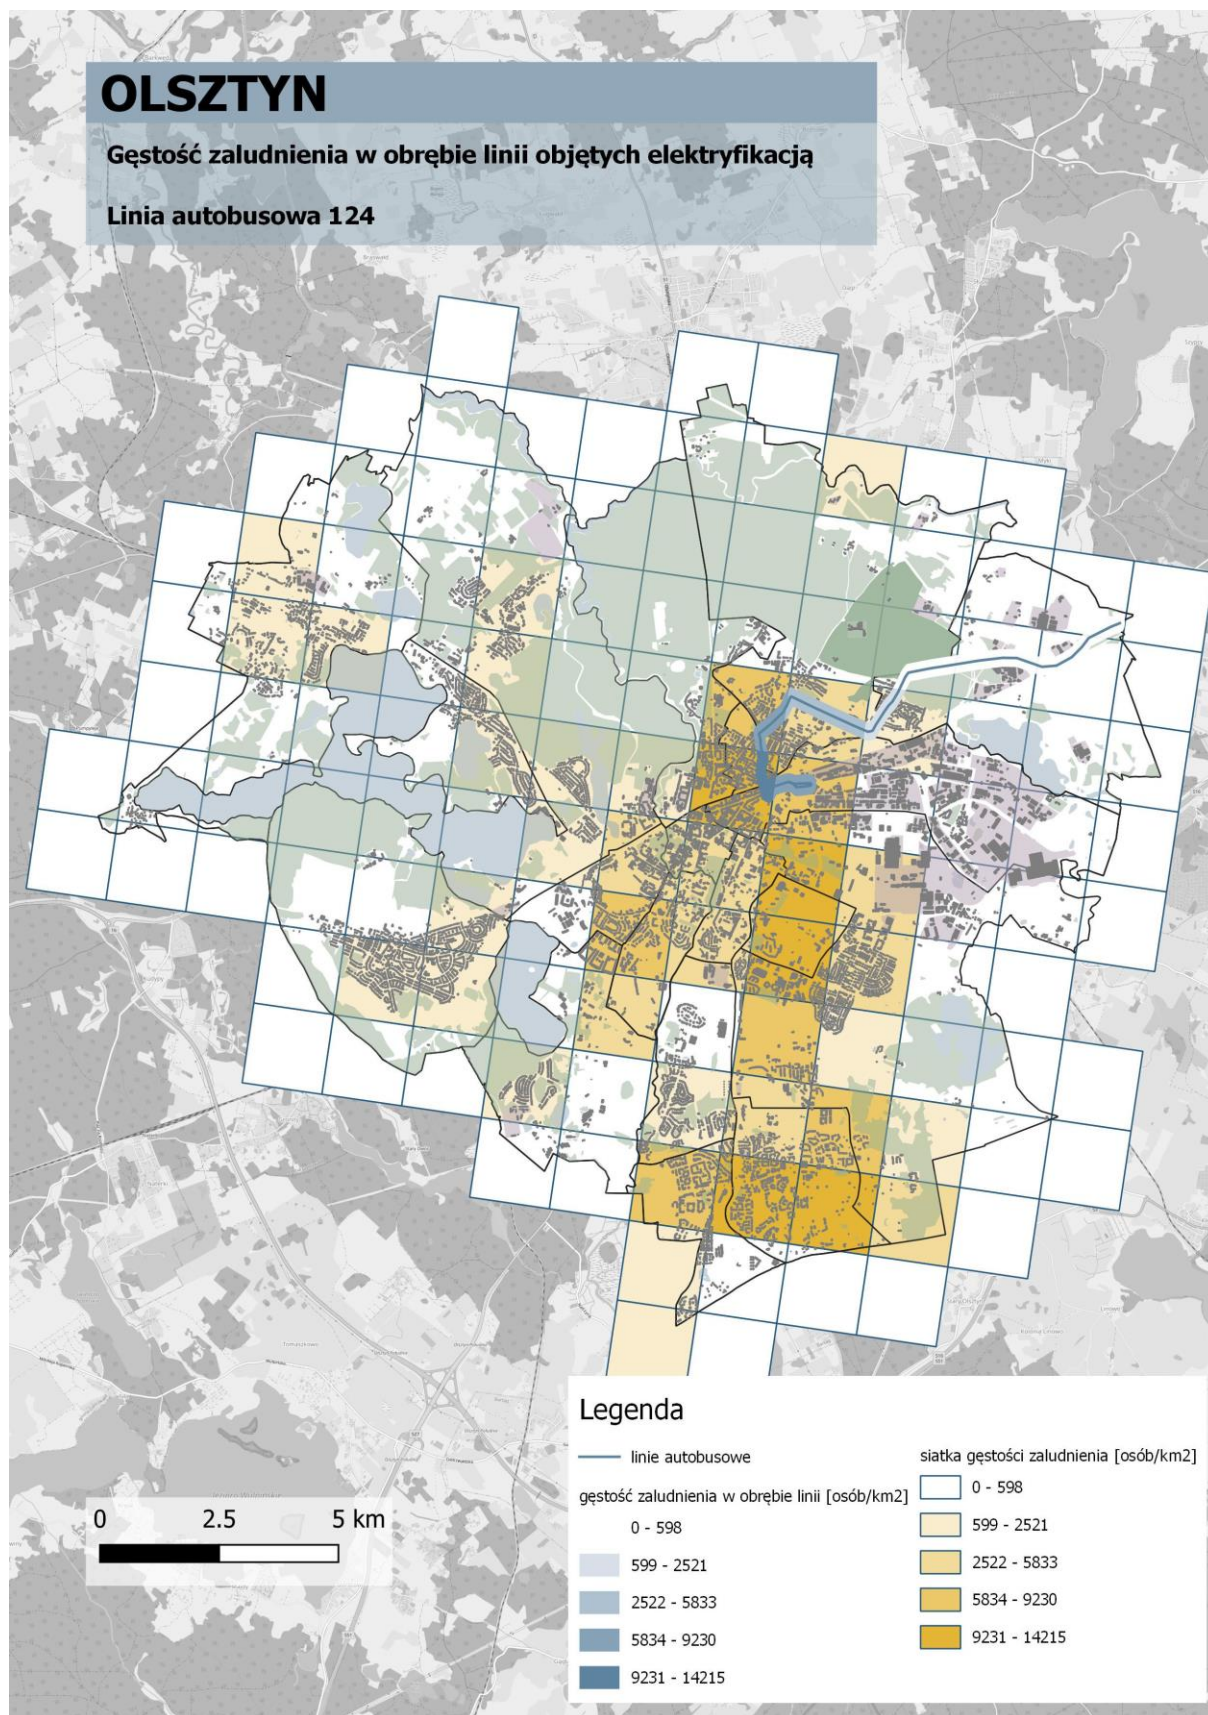 OLSZTYN
Gęstość zaludnienia w obrębie linii objętych elektryfikacją
Linia autobusowa 124
Legenda
linie autobusowe
gęstość zaludnienia w obrębie linii [osób/km2]
0 - 598
599 - 2521
2522 - 5833
5834 - 9230
9231 - 14215
siatka gęstości zaludnienia [osób/km2]
0 - 598
599 - 2521
2522 - 5833
5834 - 9230
9231 - 14215
0 2.5 5 km